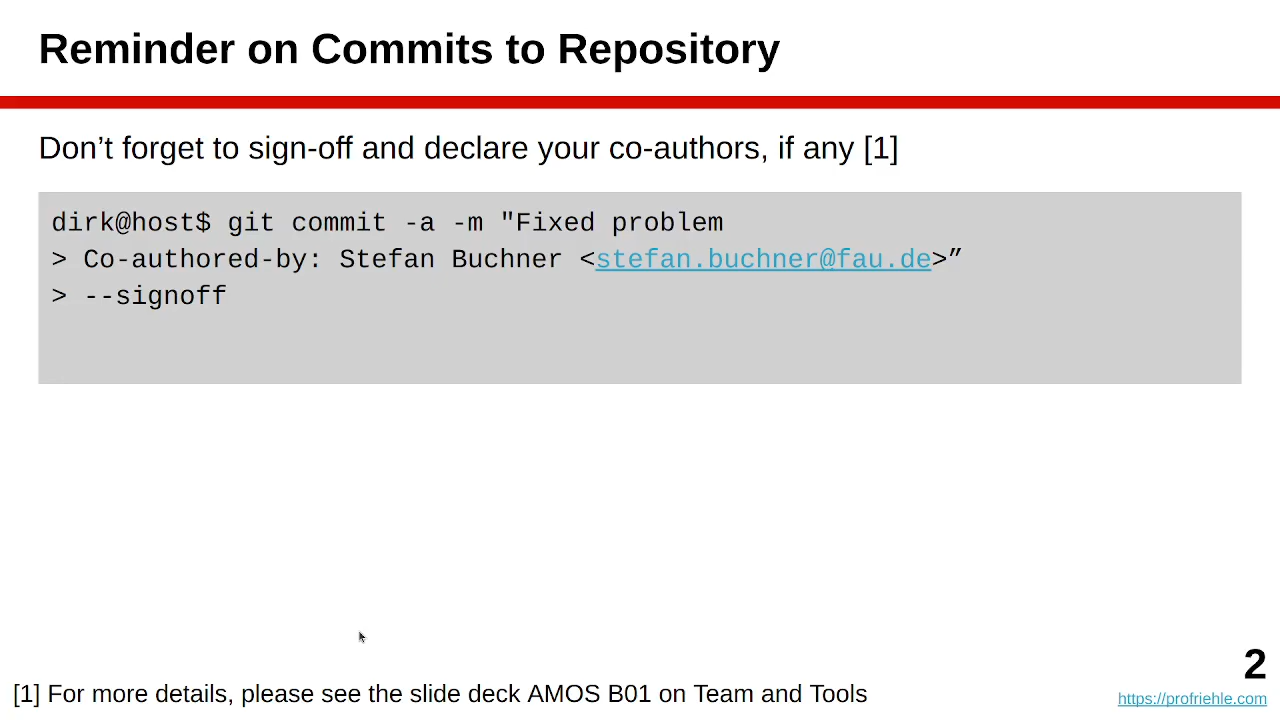 Reminder on Commits to Repository
Don’t forget to sign-off and declare your co-authors, if any [1]
dirk@host$ git commit -a -m "Fixed problem
> Co-authored-by: Stefan Buchner <stefan.buchner@fau.de>”
> --signoff
2
[1] For more details, please see the slide deck AMOS B01 on Team and Tools
https://profriehle.com